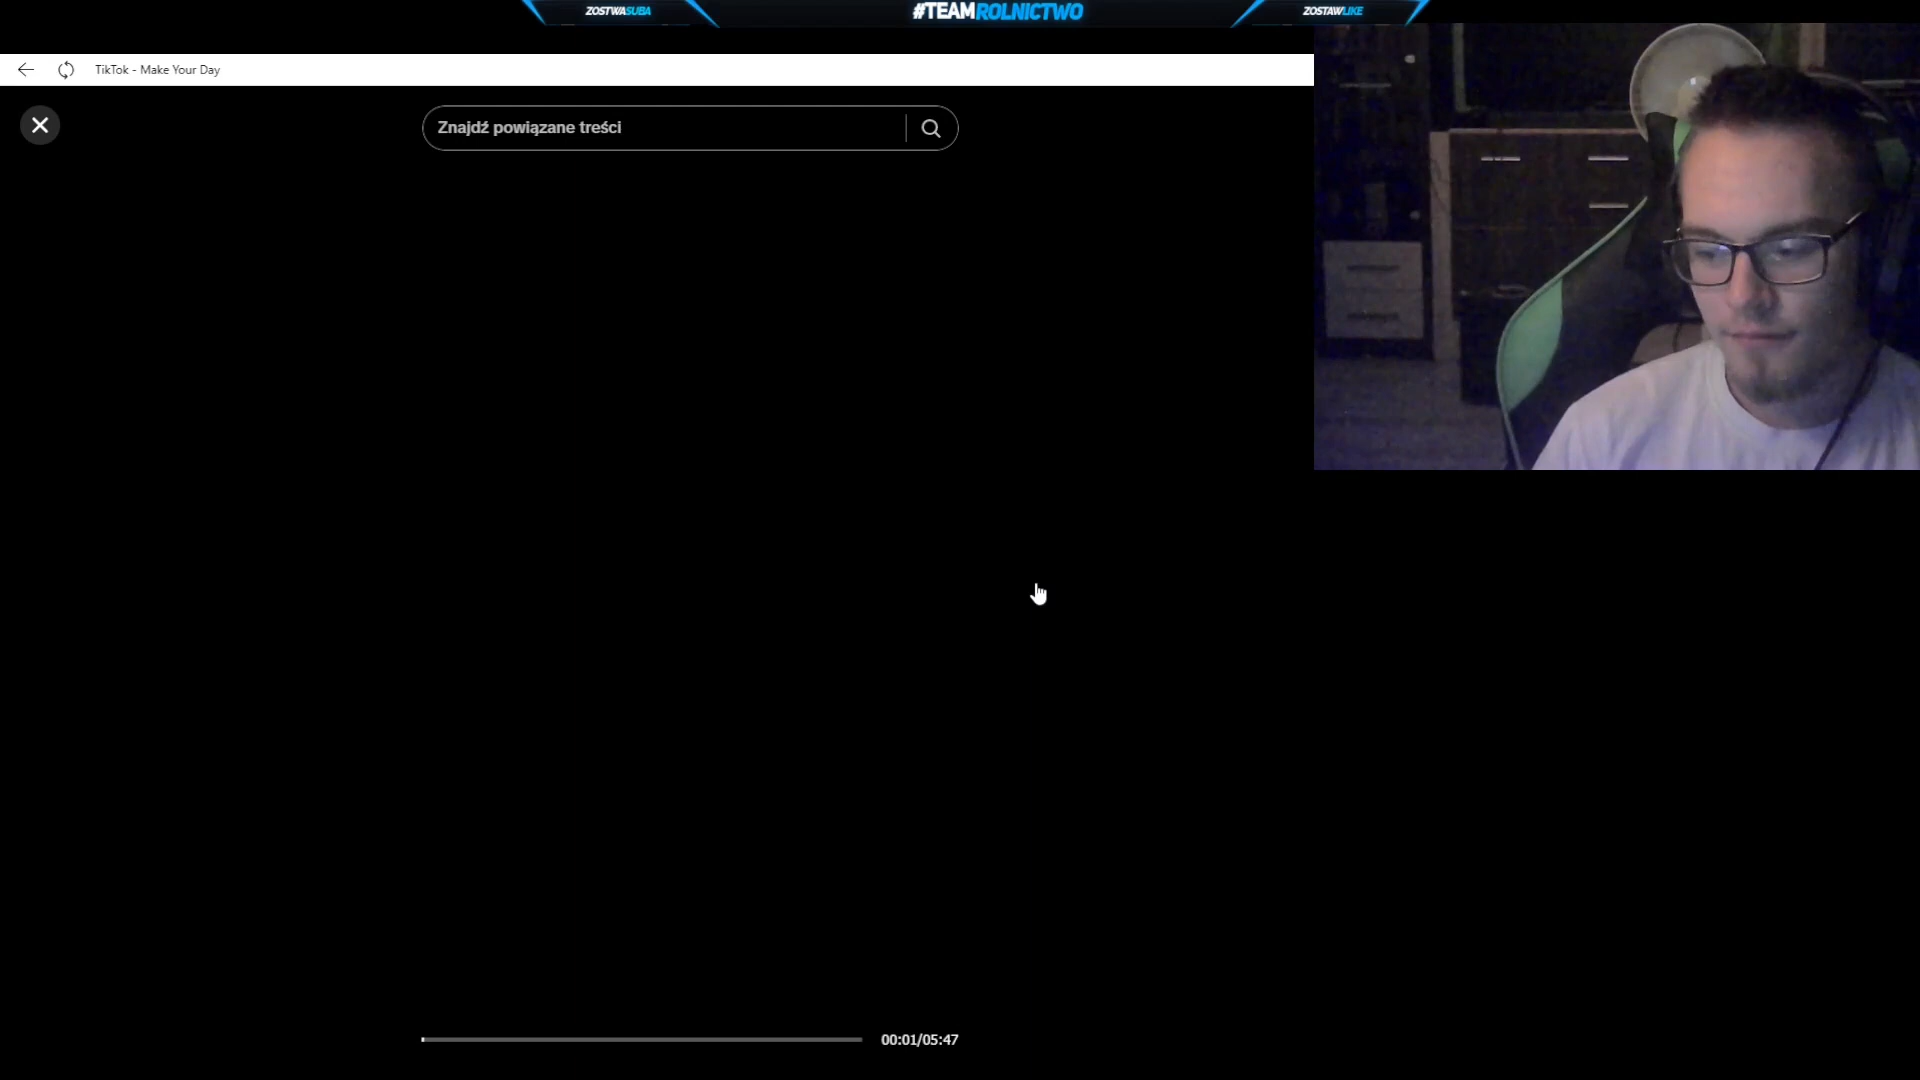 ZOSTWASUBA
#TEAMROLNICTWO
ZOSTAWLIKE
TikTok - Make Your Day
Znajdź powiązane treści
00:01/05:47